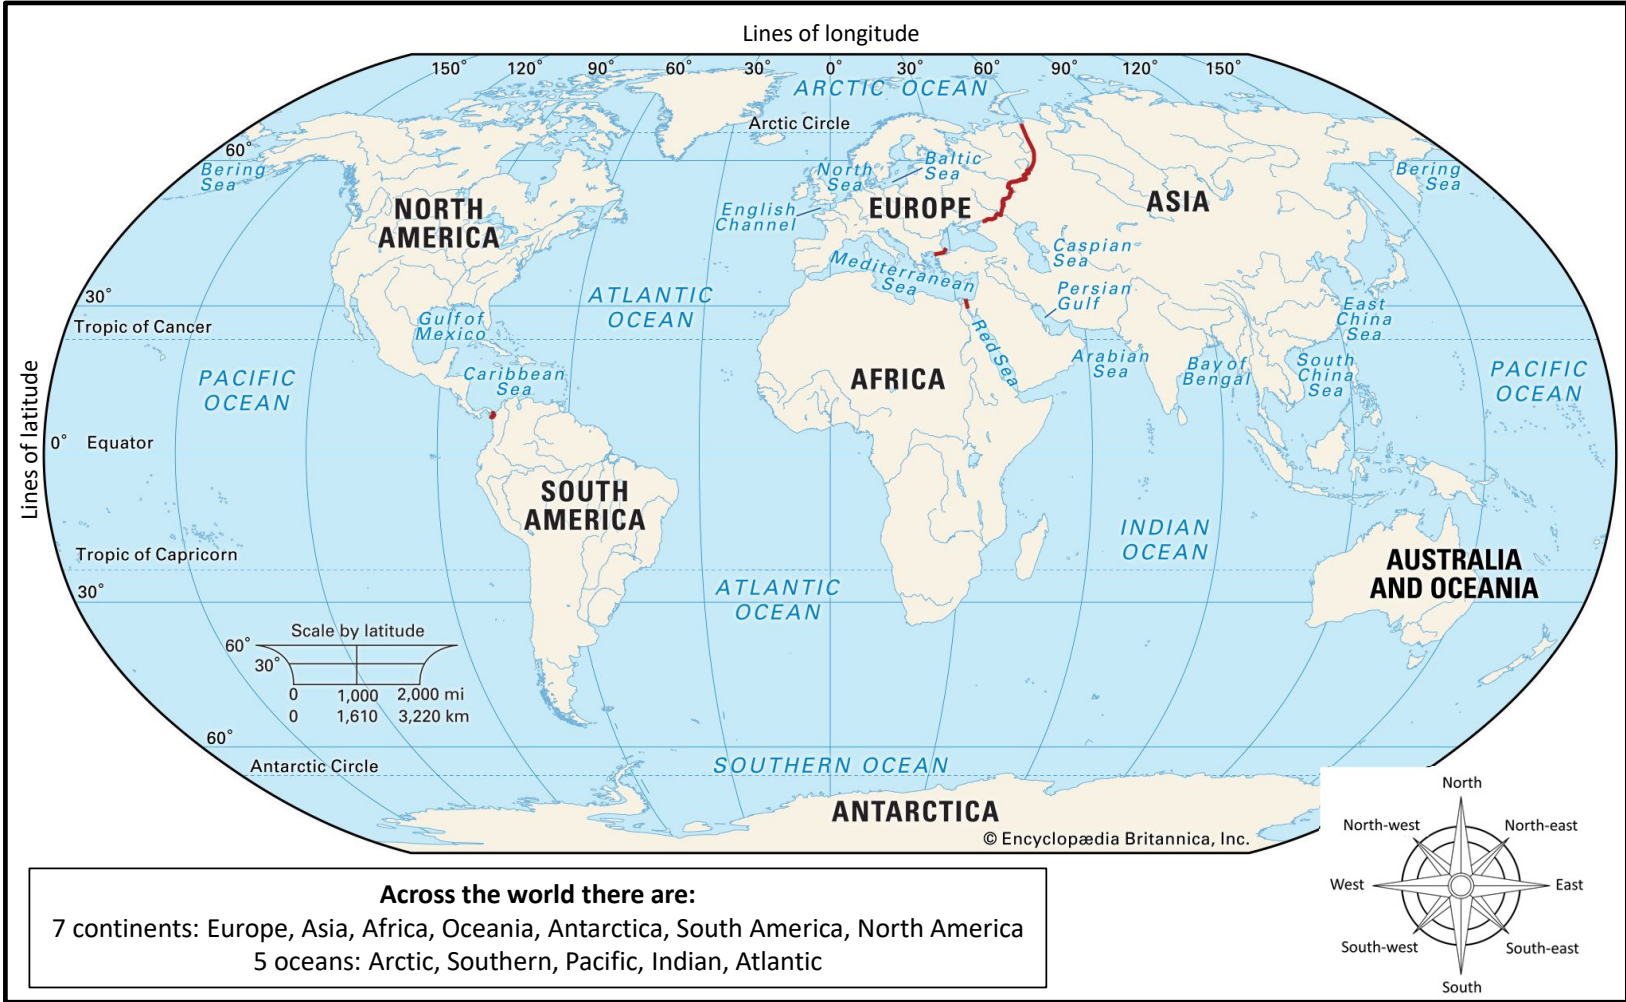 Lines of longitude
150° 120° 90° 60° 30° 0° 30° 60° 90° 120° 150°
ARCTIC OCEAN
Arctic Circle
60°
Bering
Sea
North
Sea
Baltic
Sea
Bering
Sea
NORTH
AMERICA
English
Channel
EUROPE
ASIA
Caspian
Sea
Mediterranean
Sea
Persian
Gulf
30°
ATLANTIC
OCEAN
Tropic of Cancer
Gulf of
Mexico
East
China
Sea
Red Sea
Arabian
Sea
Bay of
Bengal
South
China
Sea
PACIFIC
OCEAN
Caribbean
Sea
AFRICA
PACIFIC
OCEAN
Lines of latitude
0° Equator
SOUTH
AMERICA
INDIAN
OCEAN
Tropic of Capricorn
AUSTRALIA
AND OCEANIA
30°
ATLANTIC
OCEAN
Scale by latitude
60°
30°
0 1,000 2,000 mi
0 1,610 3,220 km
60°
Antarctic Circle
SOUTHERN OCEAN
ANTARCTICA
© Encyclopædia Britannica, Inc.
North
North-west North-east
West East
South-west South-east
South
Across the world there are:
7 continents: Europe, Asia, Africa, Oceania, Antarctica, South America, North America
5 oceans: Arctic, Southern, Pacific, Indian, Atlantic